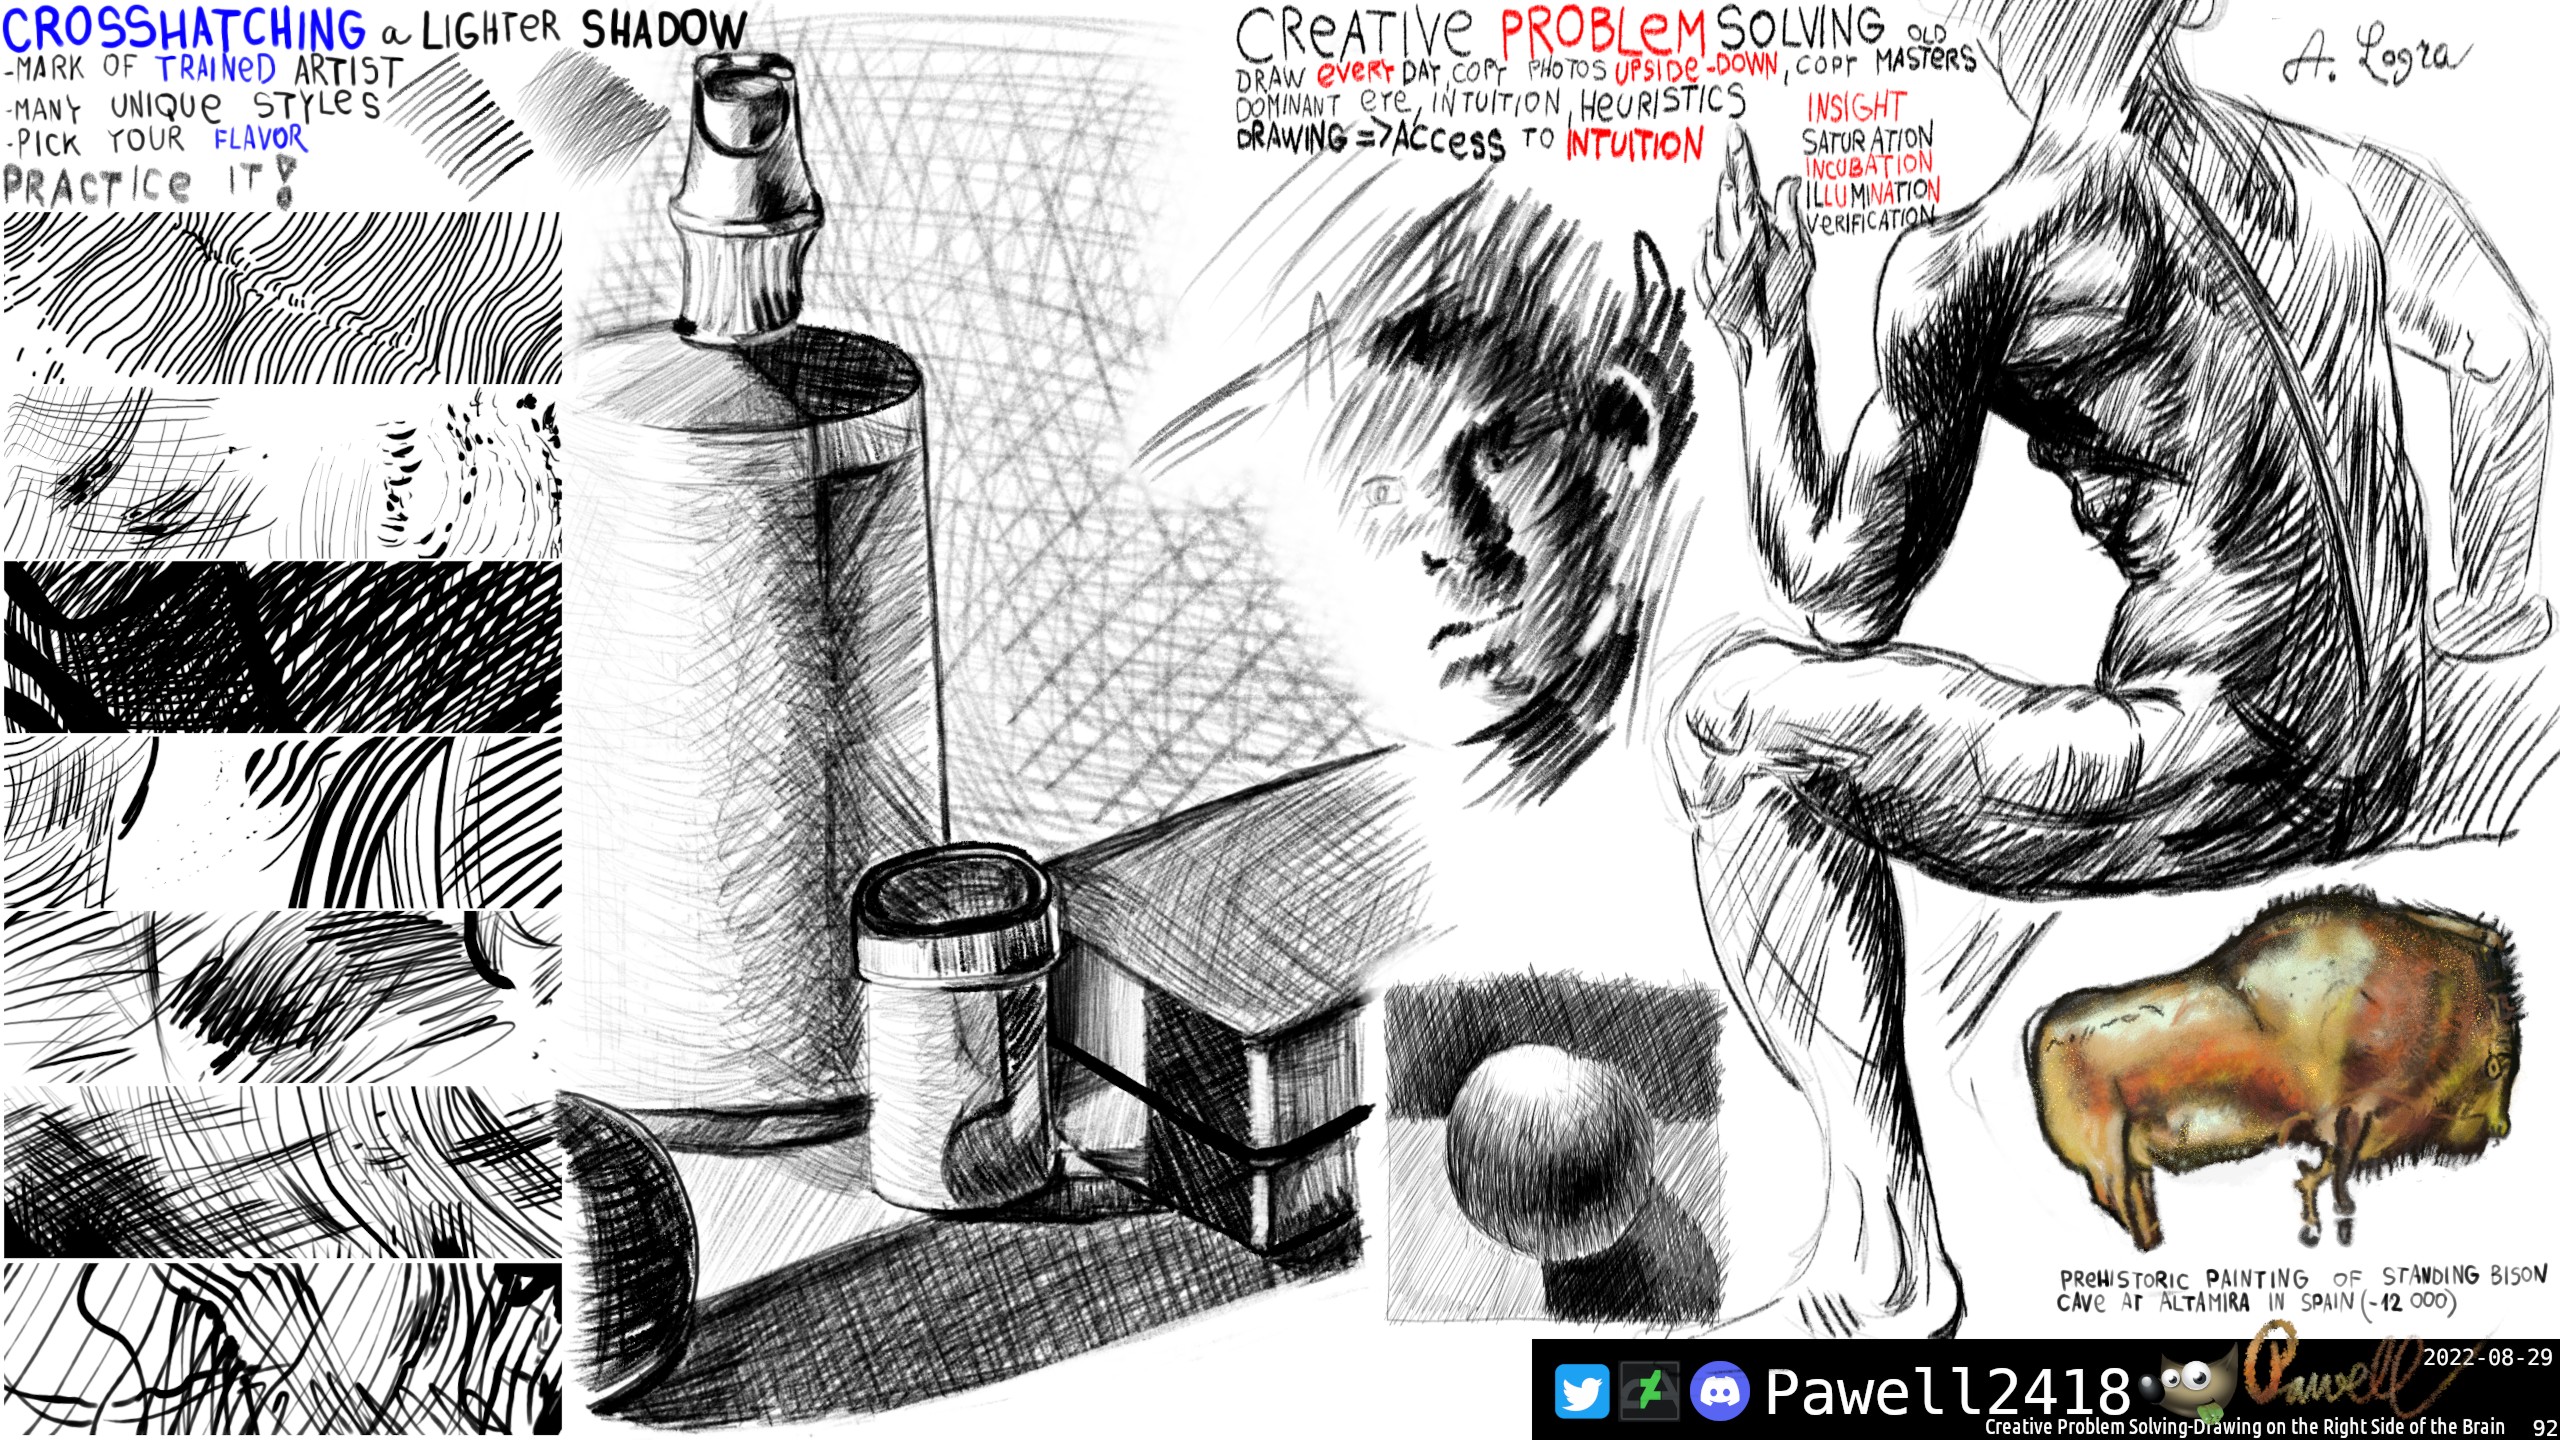 CROSSHATCHING a LIGHTER SHADOW
-MARK OF TRAINED ARTIST
-MANY UNIQUE STYLES
-PICK YOUR FLAVOR
PRACTICE IT!
CREATIVE PROBLEM SOLVING OLD
DRAW EVERY DAY, COPY PHOTOS UPSIDE-DOWN, COPY MASTERS
DOMINANT EYE, INTUITION, HEURISTICS
DRAWING =>ACCESS TO INTUITION
INSIGHT
SATURATION
INCUBATION
ILLUMINATION
VERIFICATION
A. Logra
PREHISTORIC PAINTING OF STANDING BISON
CAVE AT ALTAMIRA IN SPAIN (-12 000)
Pawell2418
Pawell
2022-08-29
Creative Problem Solving-Drawing on the Right Side of the Brain 92